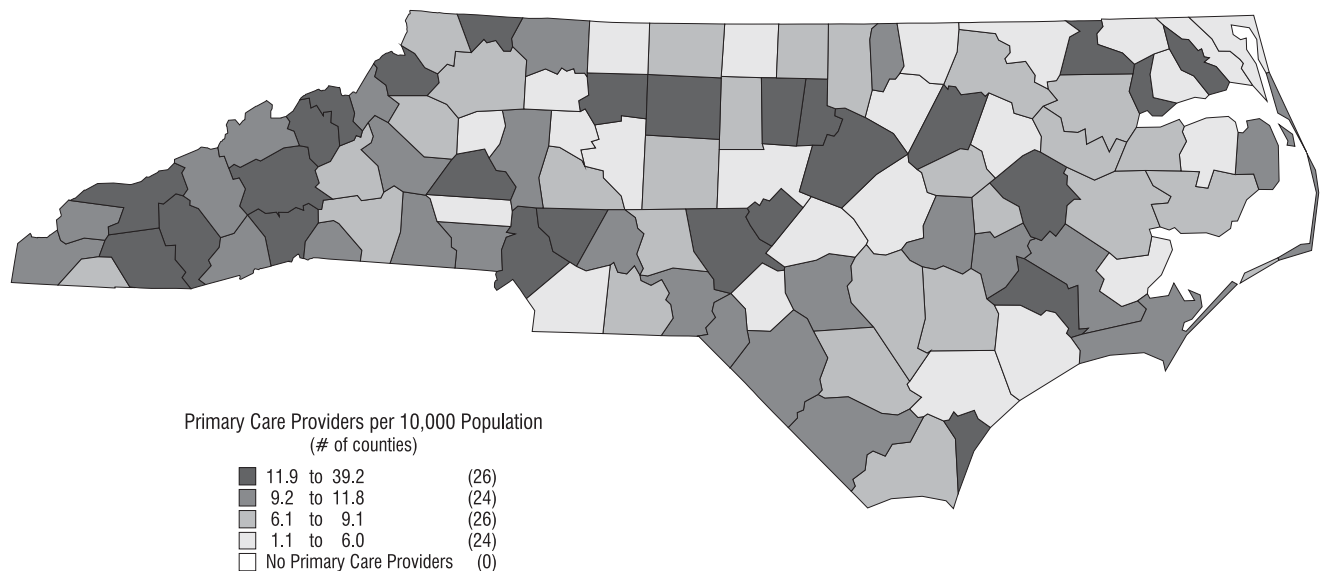 Primary Care Providers per 10,000 Population
(# of counties)
11.9 to 39.2 (26)
9.2 to 11.8 (24)
6.1 to 9.1 (26)
1.1 to 6.0 (24)
No Primary Care Providers (0)